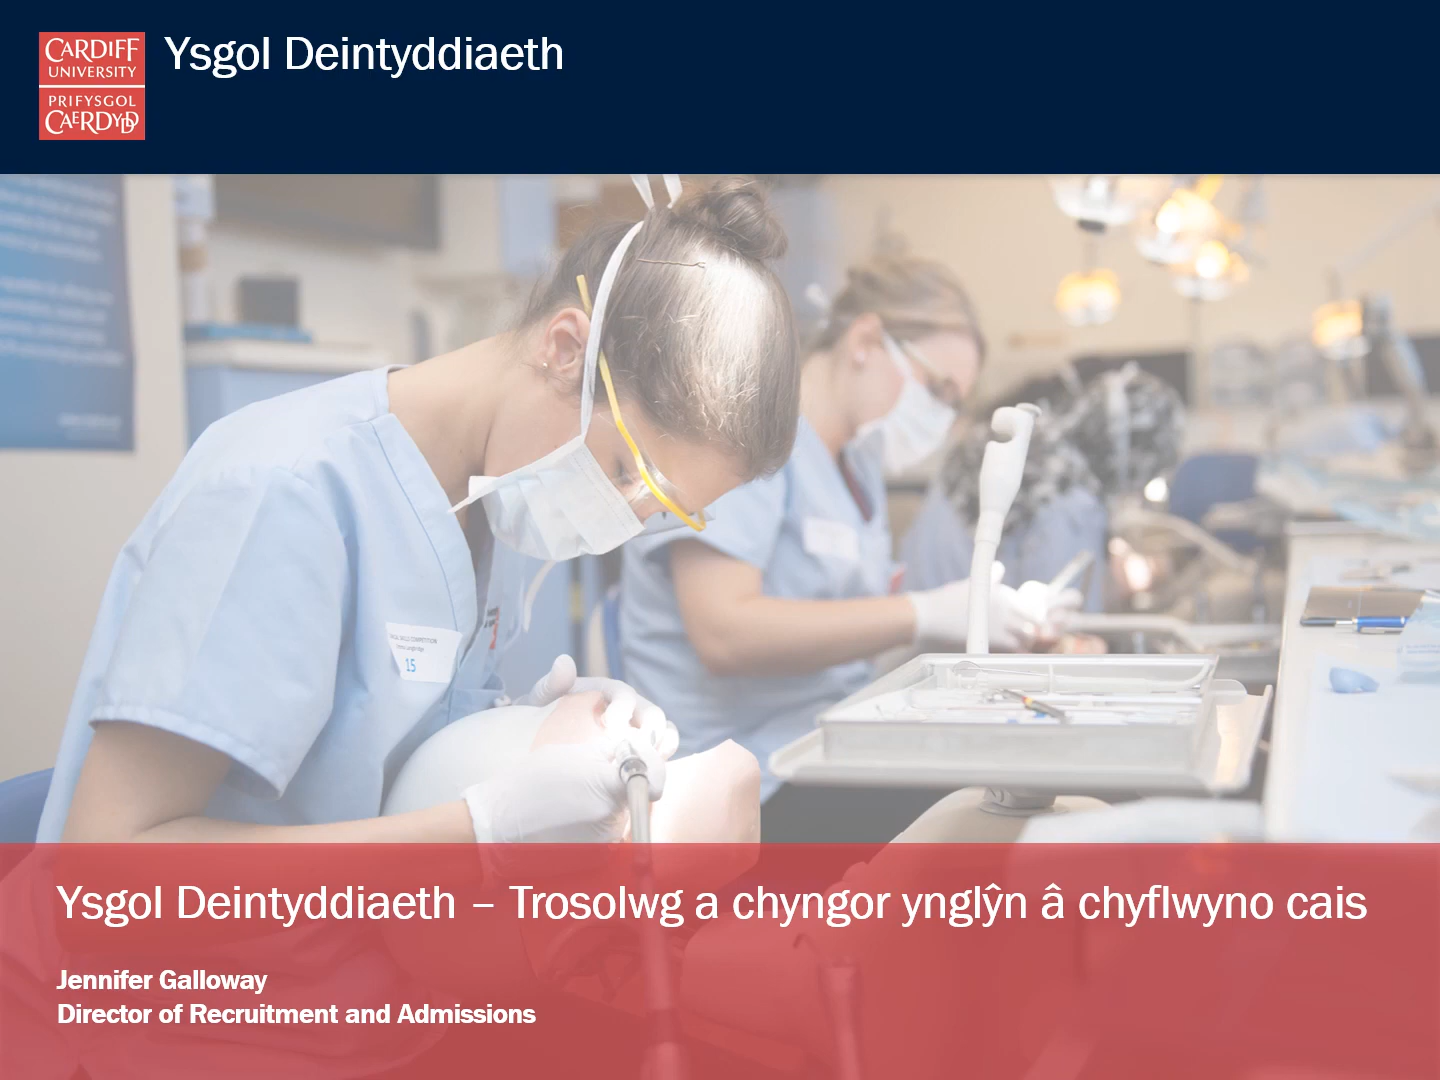 CARDIFF
UNIVERSITY
PRIFYSGOL
CAERDYDD
Ysgol Deintyddiaeth
15
Ysgol Deintyddiaeth – Trosolwg a chyngor ynglŷn â chyflwyno cais
Jennifer Galloway
Director of Recruitment and Admissions